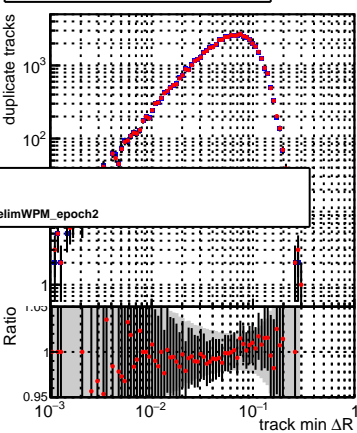 duplicate tracks
10³
10²
elimWPM_epoch2
1
Ratio
1.05
1
0.95
10⁻³ 10⁻² 10⁻¹ 1
track min ΔR